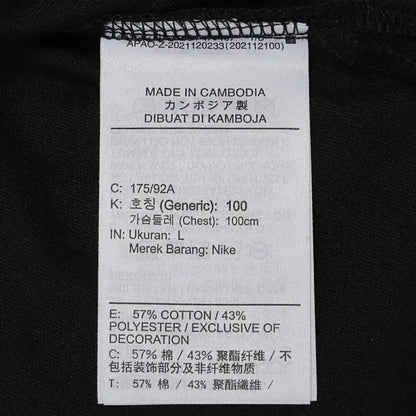 APAO-Z-2021120233(202112100)
MADE IN CAMBODIA
カンボジア製
DIBUAT DI KAMBOJA
C: 175/92A
K: 호칭 (Generic): 100
가슴둘레 (Chest): 100cm
IN: Ukuran: L
Merek Barang: Nike
E: 57% COTTON / 43%
POLYESTER / EXCLUSIVE OF
DECORATION
C: 57% 棉 / 43% 聚酯纤维 / 不
包括装饰部分及非纤维物质
T: 57% 棉 / 43% 聚酯纖維 /